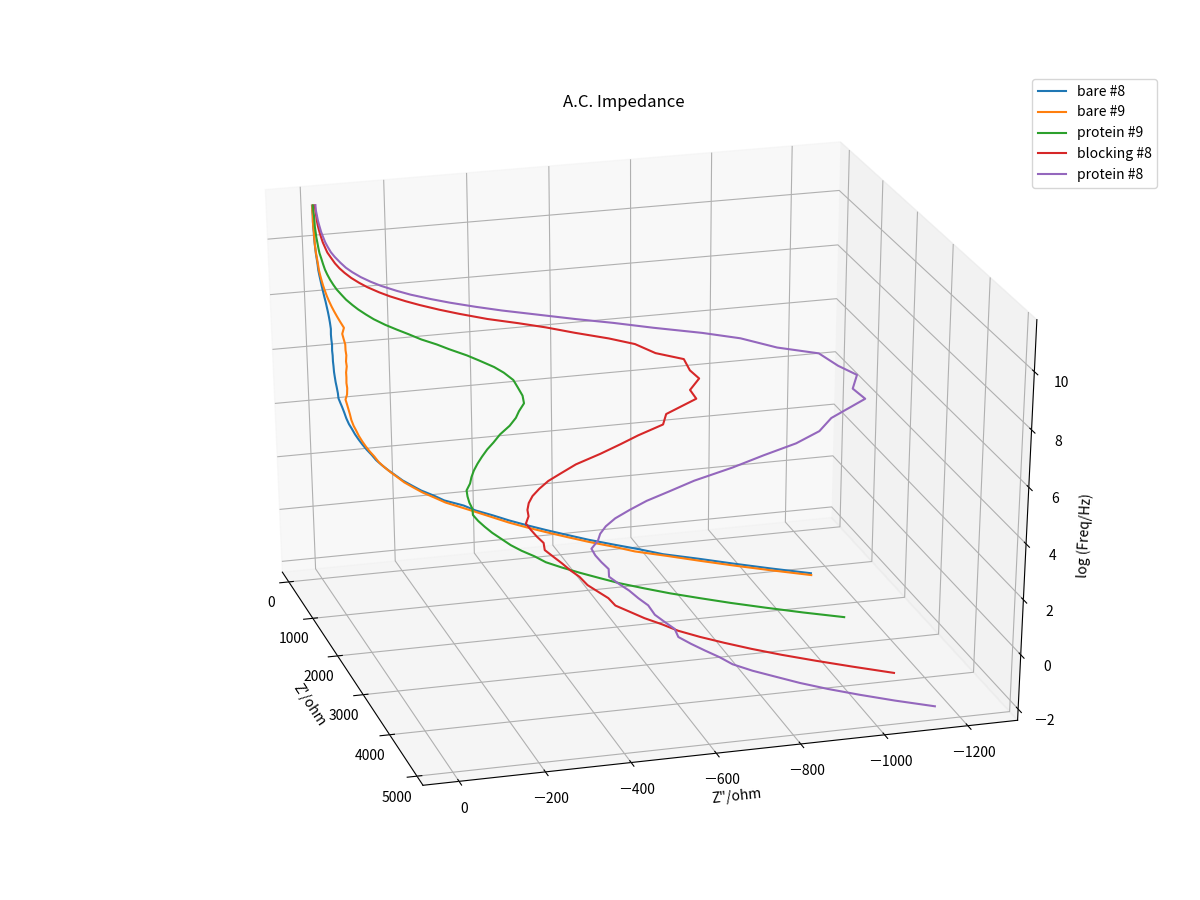 A.C. Impedance
bare #8
bare #9
protein #9
blocking #8
protein #8
0
1000
2000
3000
4000
5000
Z'/ohm
0
−200
−400
−600
−800
−1000
−1200
Z''/ohm
−2
0
2
4
6
8
10
log (Freq/Hz)